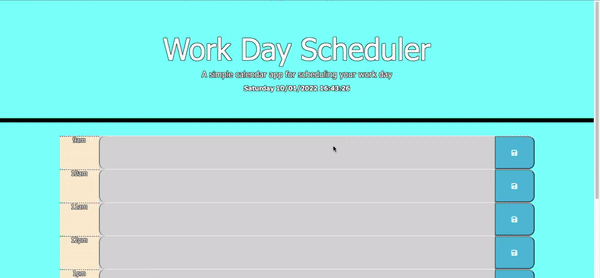 Work Day Scheduler
A simple calendar app for scheduling your work day
Saturday 10/01/2022 16:43:26
9am
10am
11am
12pm
1pm